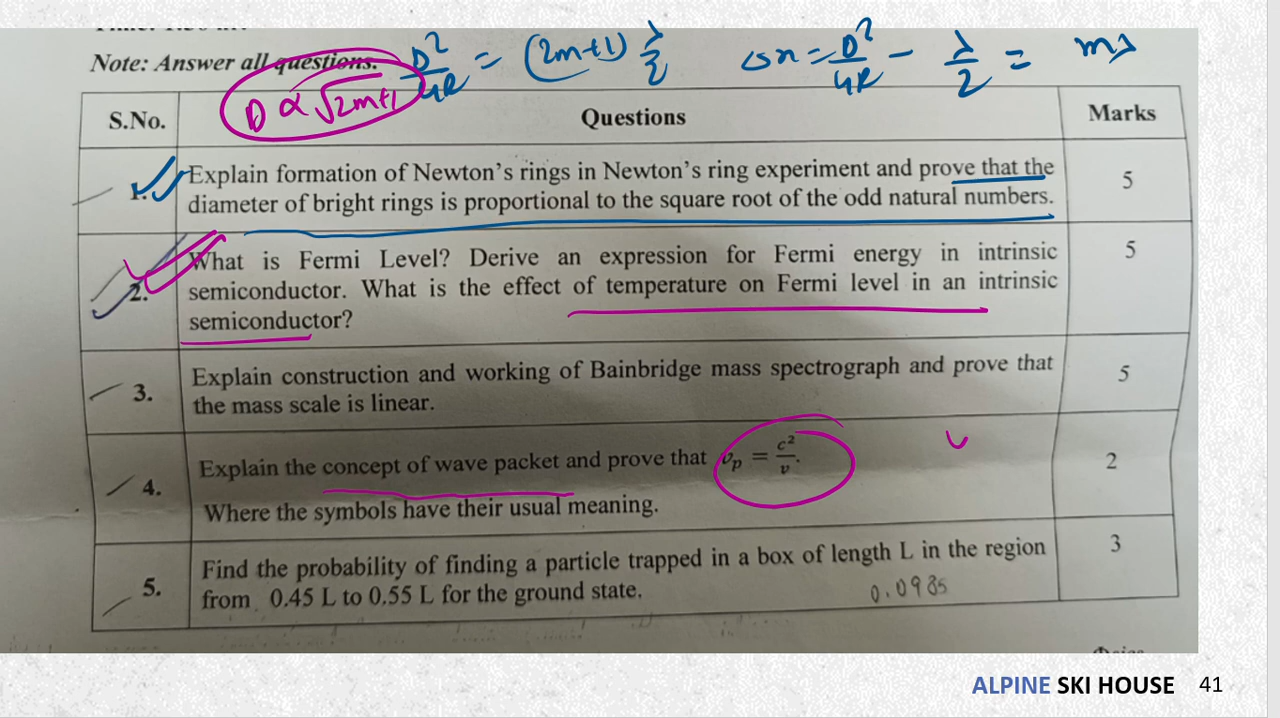 D²/4R = (2m+1) λ/2 Δx = D²/4R - λ/2 = mλ
Note: Answer all questions.
D ∝ √2m+1
S.No. Questions Marks
1. Explain formation of Newton's rings in Newton's ring experiment and prove that the 5
diameter of bright rings is proportional to the square root of the odd natural numbers.
2. What is Fermi Level? Derive an expression for Fermi energy in intrinsic 5
semiconductor. What is the effect of temperature on Fermi level in an intrinsic
semiconductor?
3. Explain construction and working of Bainbridge mass spectrograph and prove that 5
the mass scale is linear.
4. Explain the concept of wave packet and prove that υp = c²/υ. 2
Where the symbols have their usual meaning.
5. Find the probability of finding a particle trapped in a box of length L in the region 3
from 0.45 L to 0.55 L for the ground state. 0.0985
ALPINE SKI HOUSE 41